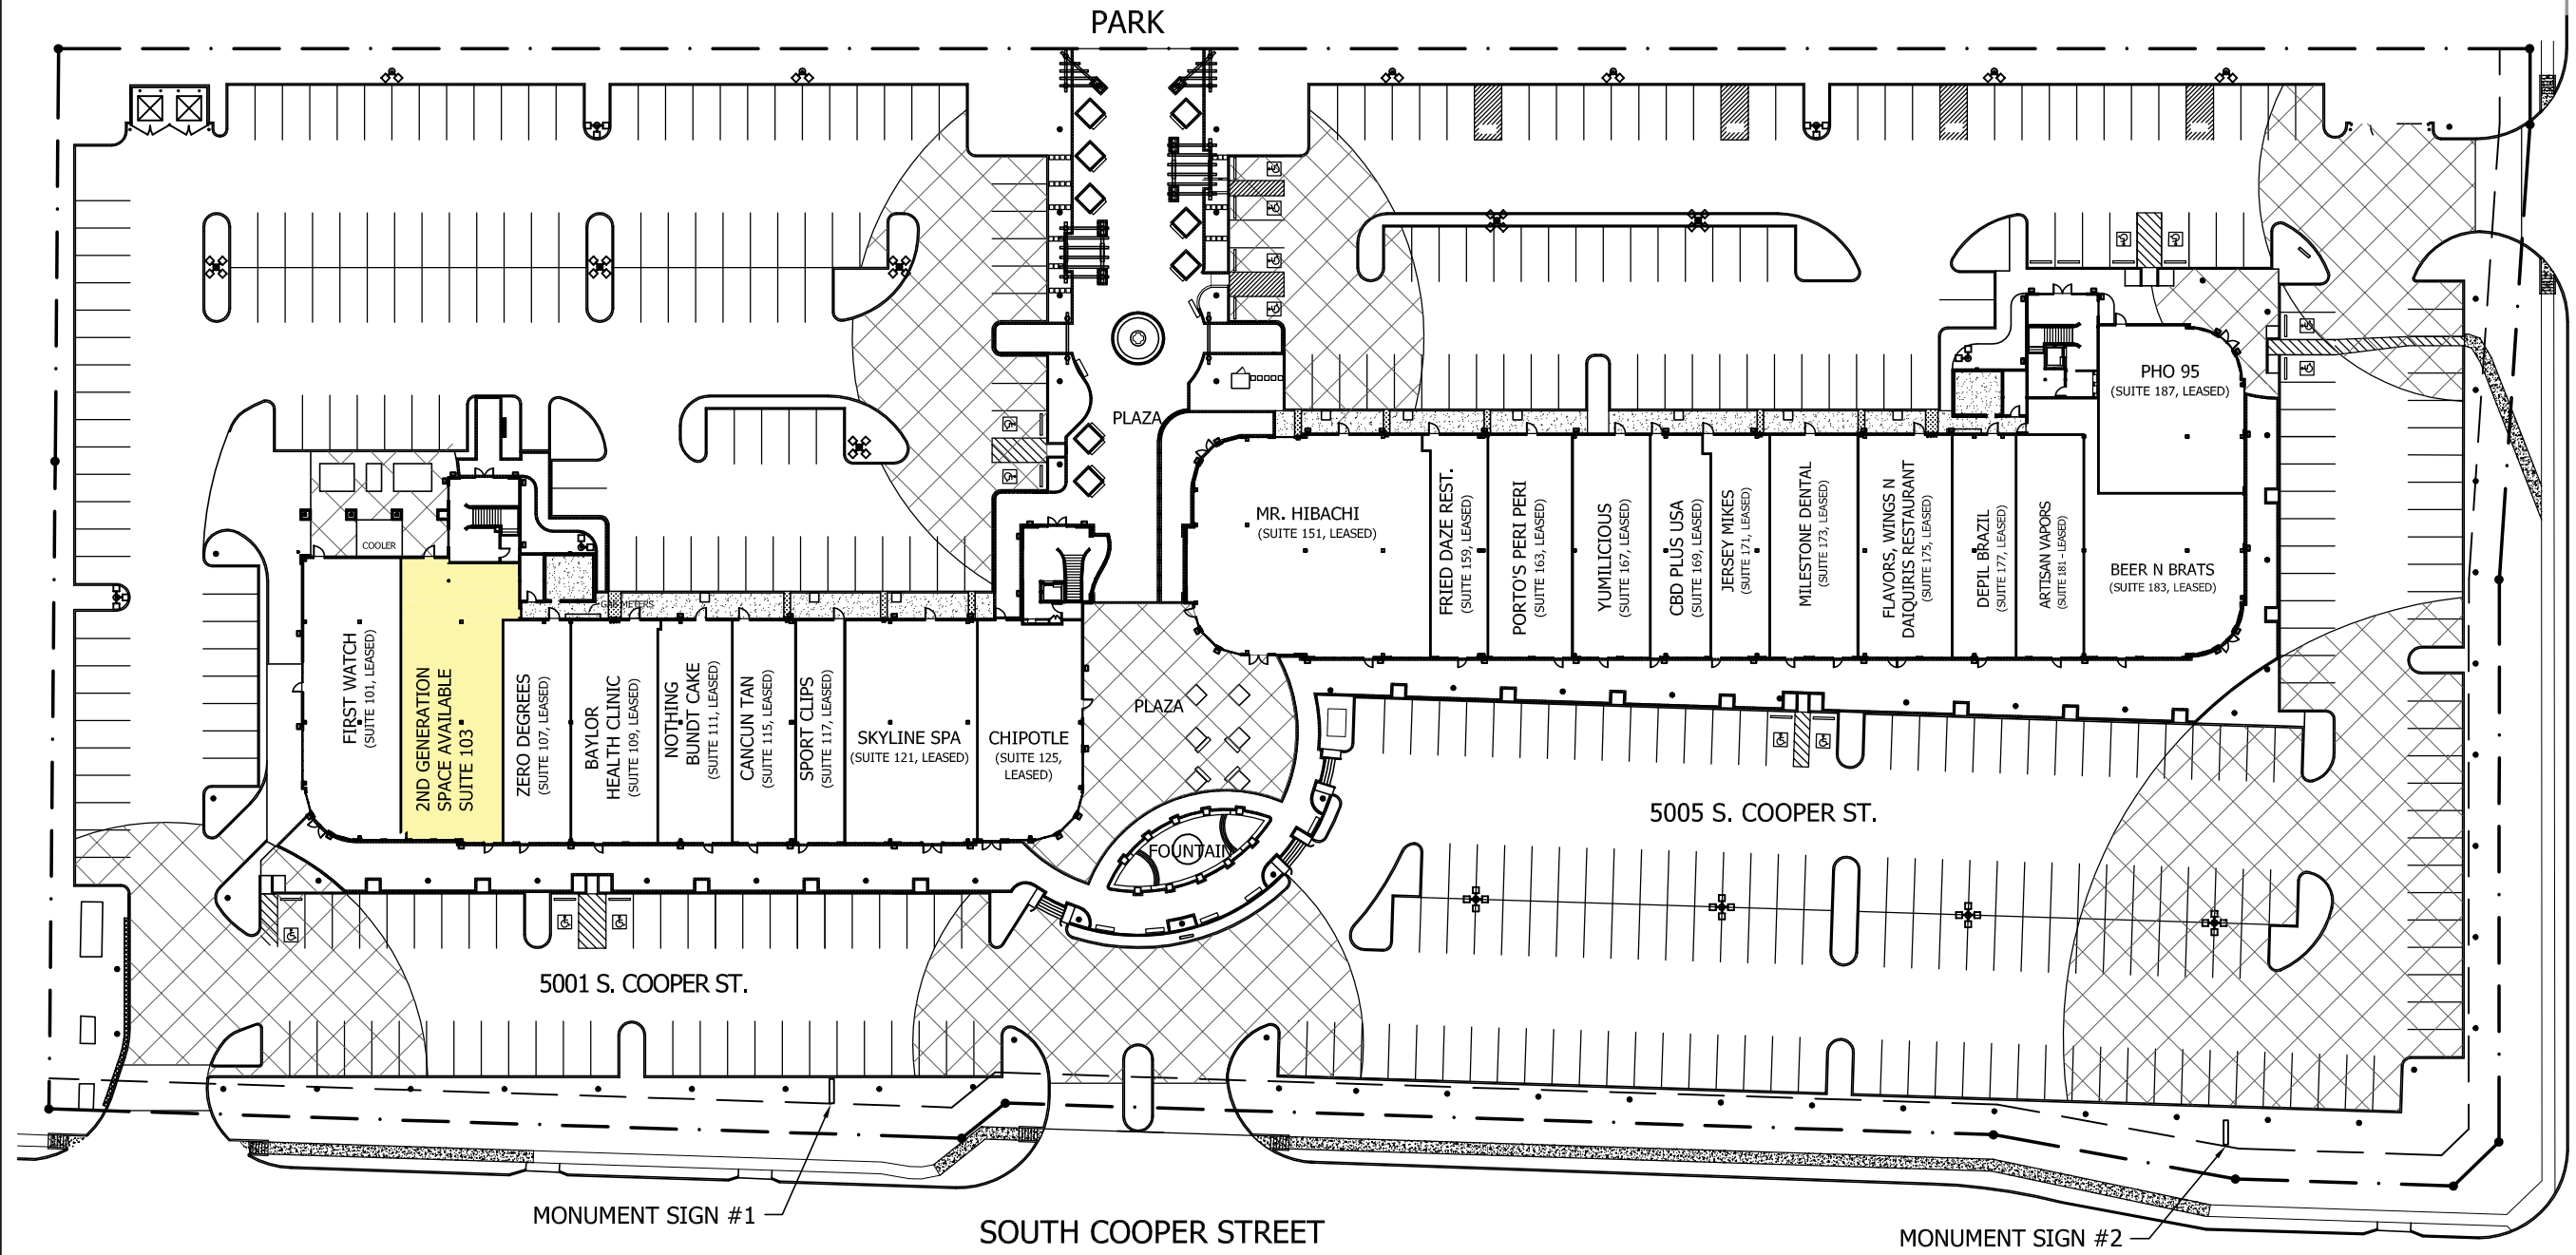 PARK
PLAZA
PHO 95
(SUITE 187, LEASED)
MR. HIBACHI
(SUITE 151, LEASED)
FRIED DAZE REST.
(SUITE 159, LEASED)
PORTO'S PERI PERI
(SUITE 163, LEASED)
YUMILICIOUS
(SUITE 167, LEASED)
CBD PLUS USA
(SUITE 169, LEASED)
JERSEY MIKES
(SUITE 171, LEASED)
MILESTONE DENTAL
(SUITE 173, LEASED)
FLAVORS, WINGS N
DAIQUIRIS RESTAURANT
(SUITE 175, LEASED)
DEPIL BRAZIL
(SUITE 177, LEASED)
ARTISAN VAPORS
(SUITE 181 - LEASED)
BEER N BRATS
(SUITE 183, LEASED)
COOLER
GAS METERS
FIRST WATCH
(SUITE 101, LEASED)
2ND GENERATION
SPACE AVAILABLE
SUITE 103
ZERO DEGREES
(SUITE 107, LEASED)
BAYLOR
HEALTH CLINIC
(SUITE 109, LEASED)
NOTHING
BUNDT CAKE
(SUITE 111, LEASED)
CANCUN TAN
(SUITE 115, LEASED)
SPORT CLIPS
(SUITE 117, LEASED)
SKYLINE SPA
(SUITE 121, LEASED)
CHIPOTLE
(SUITE 125,
LEASED)
PLAZA
FOUNTAIN
5005 S. COOPER ST.
5001 S. COOPER ST.
MONUMENT SIGN #1
SOUTH COOPER STREET
MONUMENT SIGN #2